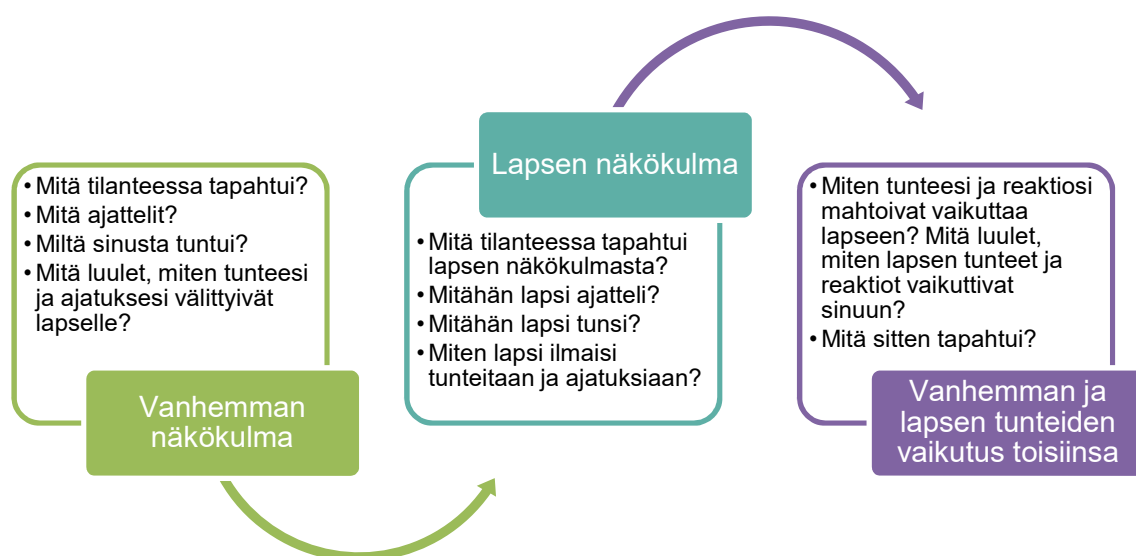 • Mitä tilanteessa tapahtui?
• Mitä ajattelit?
• Miltä sinusta tuntui?
• Mitä luulet, miten tunteesi
ja ajatuksesi välittyivät
lapselle?
Vanhemman
näkökulma
Lapsen näkökulma
• Mitä tilanteessa tapahtui
lapsen näkökulmasta?
• Mitähän lapsi ajatteli?
• Mitähän lapsi tunsi?
• Miten lapsi ilmaisi
tunteitaan ja ajatuksiaan?
• Miten tunteesi ja reaktiosi
mahtoivat vaikuttaa
lapseen? Mitä luulet,
miten lapsen tunteet ja
reaktiot vaikuttivat
sinuun?
• Mitä sitten tapahtui?
Vanhemman ja
lapsen tunteiden
vaikutus toisiinsa